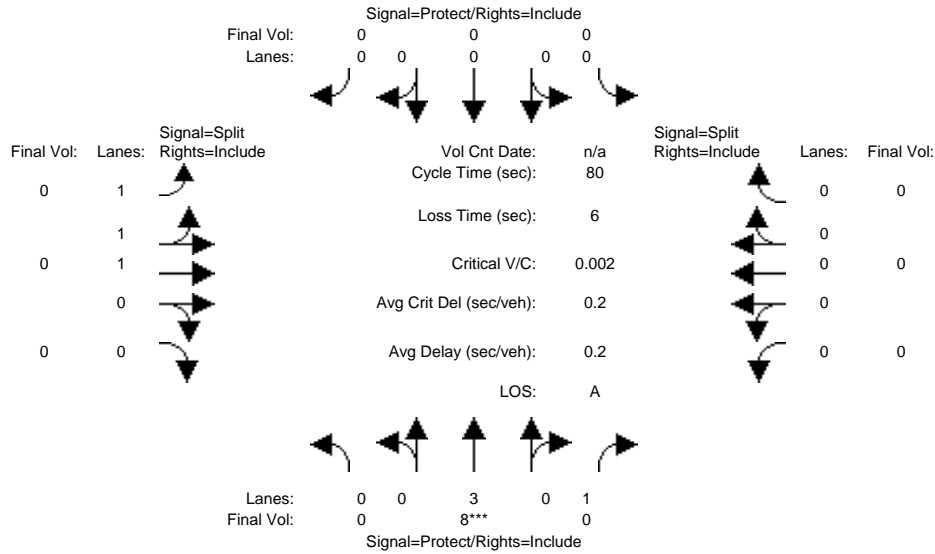 Signal=Protect/Rights=Include
Final Vol: 0 0 0
Lanes: 0 0 0 0 0
Signal=Split
Final Vol: Lanes: Rights=Include
Vol Cnt Date: n/a
Signal=Split
Rights=Include Lanes: Final Vol:
Cycle Time (sec): 80
0 1 0 0
Loss Time (sec): 6
1 0
0 1 Critical V/C: 0.002 0 0
0 Avg Crit Del (sec/veh): 0.2 0
0 0 Avg Delay (sec/veh): 0.2 0 0
LOS: A
Lanes: 0 0 3 0 1
Final Vol: 0 8*** 0
Signal=Protect/Rights=Include